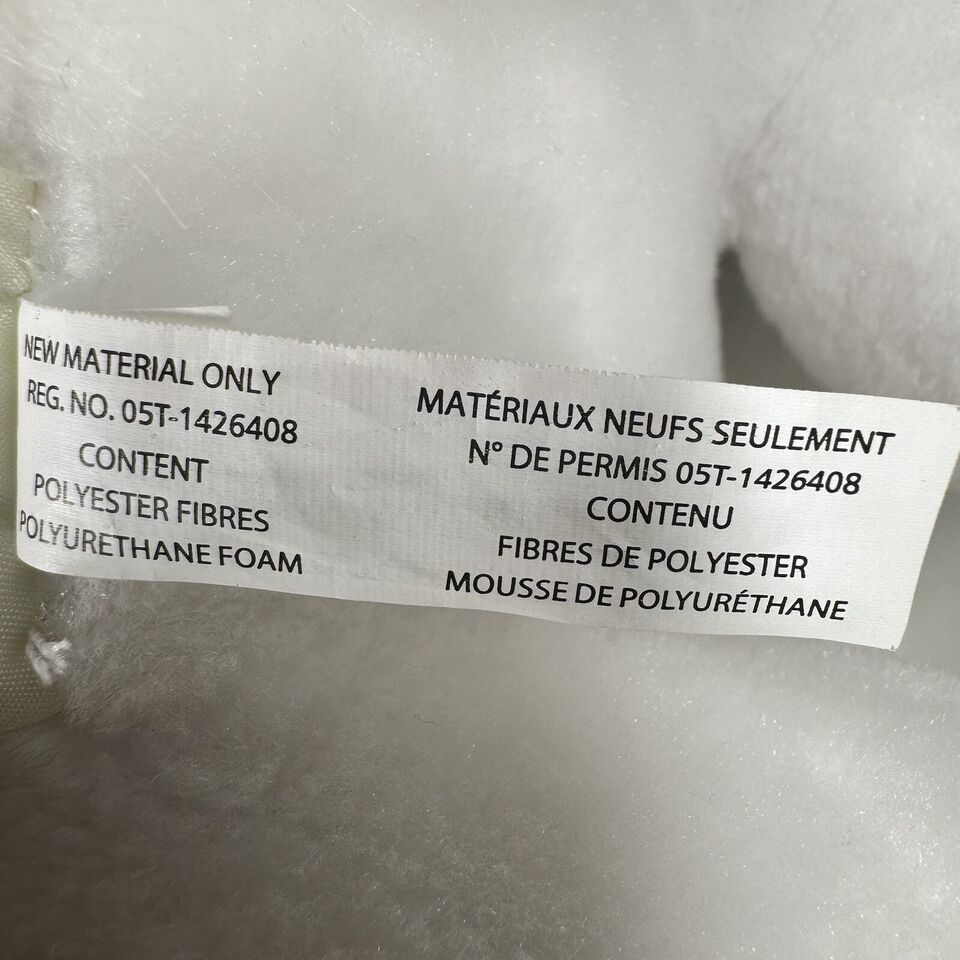 NEW MATERIAL ONLY
REG. NO. 05T-1426408
CONTENT
POLYESTER FIBRES
POLYURETHANE FOAM
MATÉRIAUX NEUFS SEULEMENT
N° DE PERMIS 05T-1426408
CONTENU
FIBRES DE POLYESTER
MOUSSE DE POLYURÉTHANE